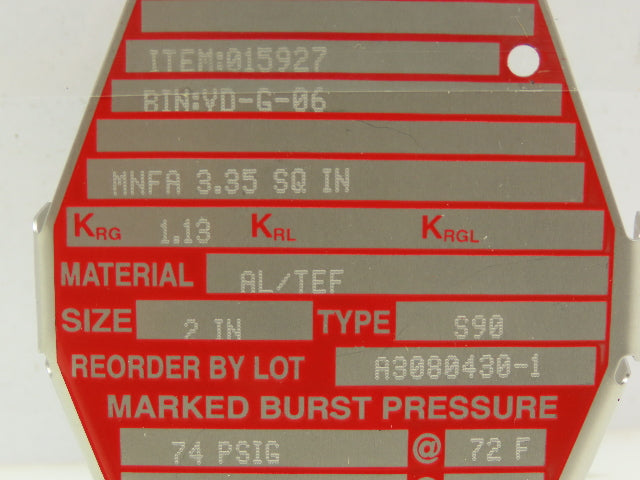 ITEM:015927
BIN:VD-G-06
MNFA 3.35 SQ IN
KRG 1.13 KRL KRGL
MATERIAL AL/TEF
SIZE 2 IN TYPE S90
REORDER BY LOT A3080430-1
MARKED BURST PRESSURE
74 PSIG @ 72 F